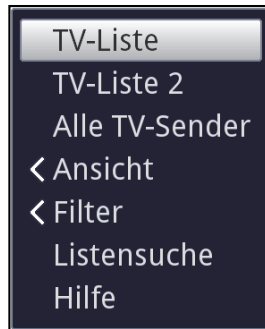 TV-Liste
TV-Liste 2
Alle TV-Sender
Ansicht
Filter
Listensuche
Hilfe